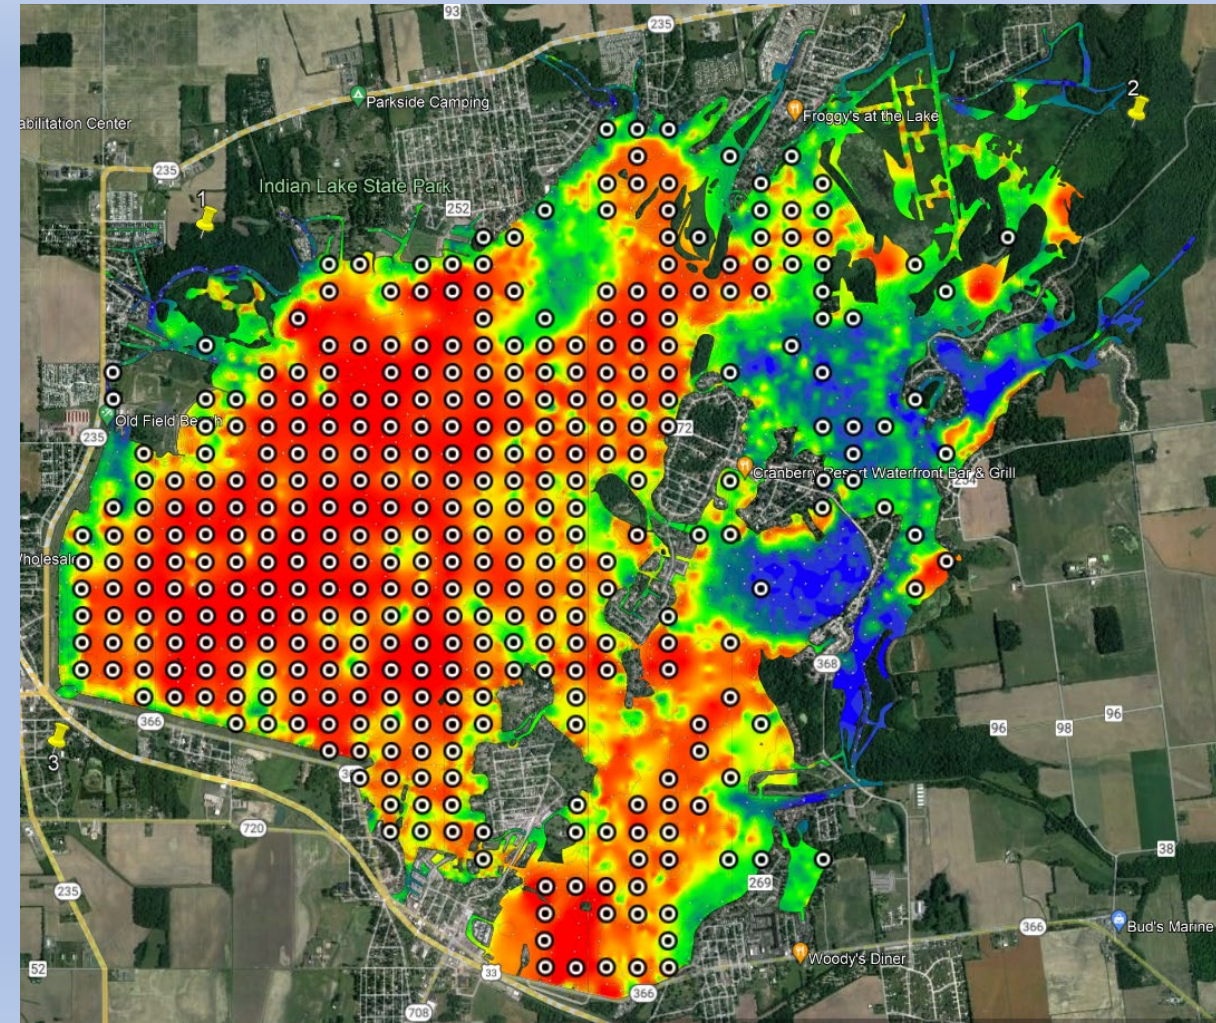 93
235
2
Parkside Camping
Froggy's at the Lake
abilitation Center
235
Indian Lake State Park
1
252
Old Field Be h
235
72
Cranberry Resort Waterfront Bar & Grill
Wholesale
368
366
96
98
96
3
720
38
269
235
366
Bud's Marine
Woody's Diner
52
33
366
708